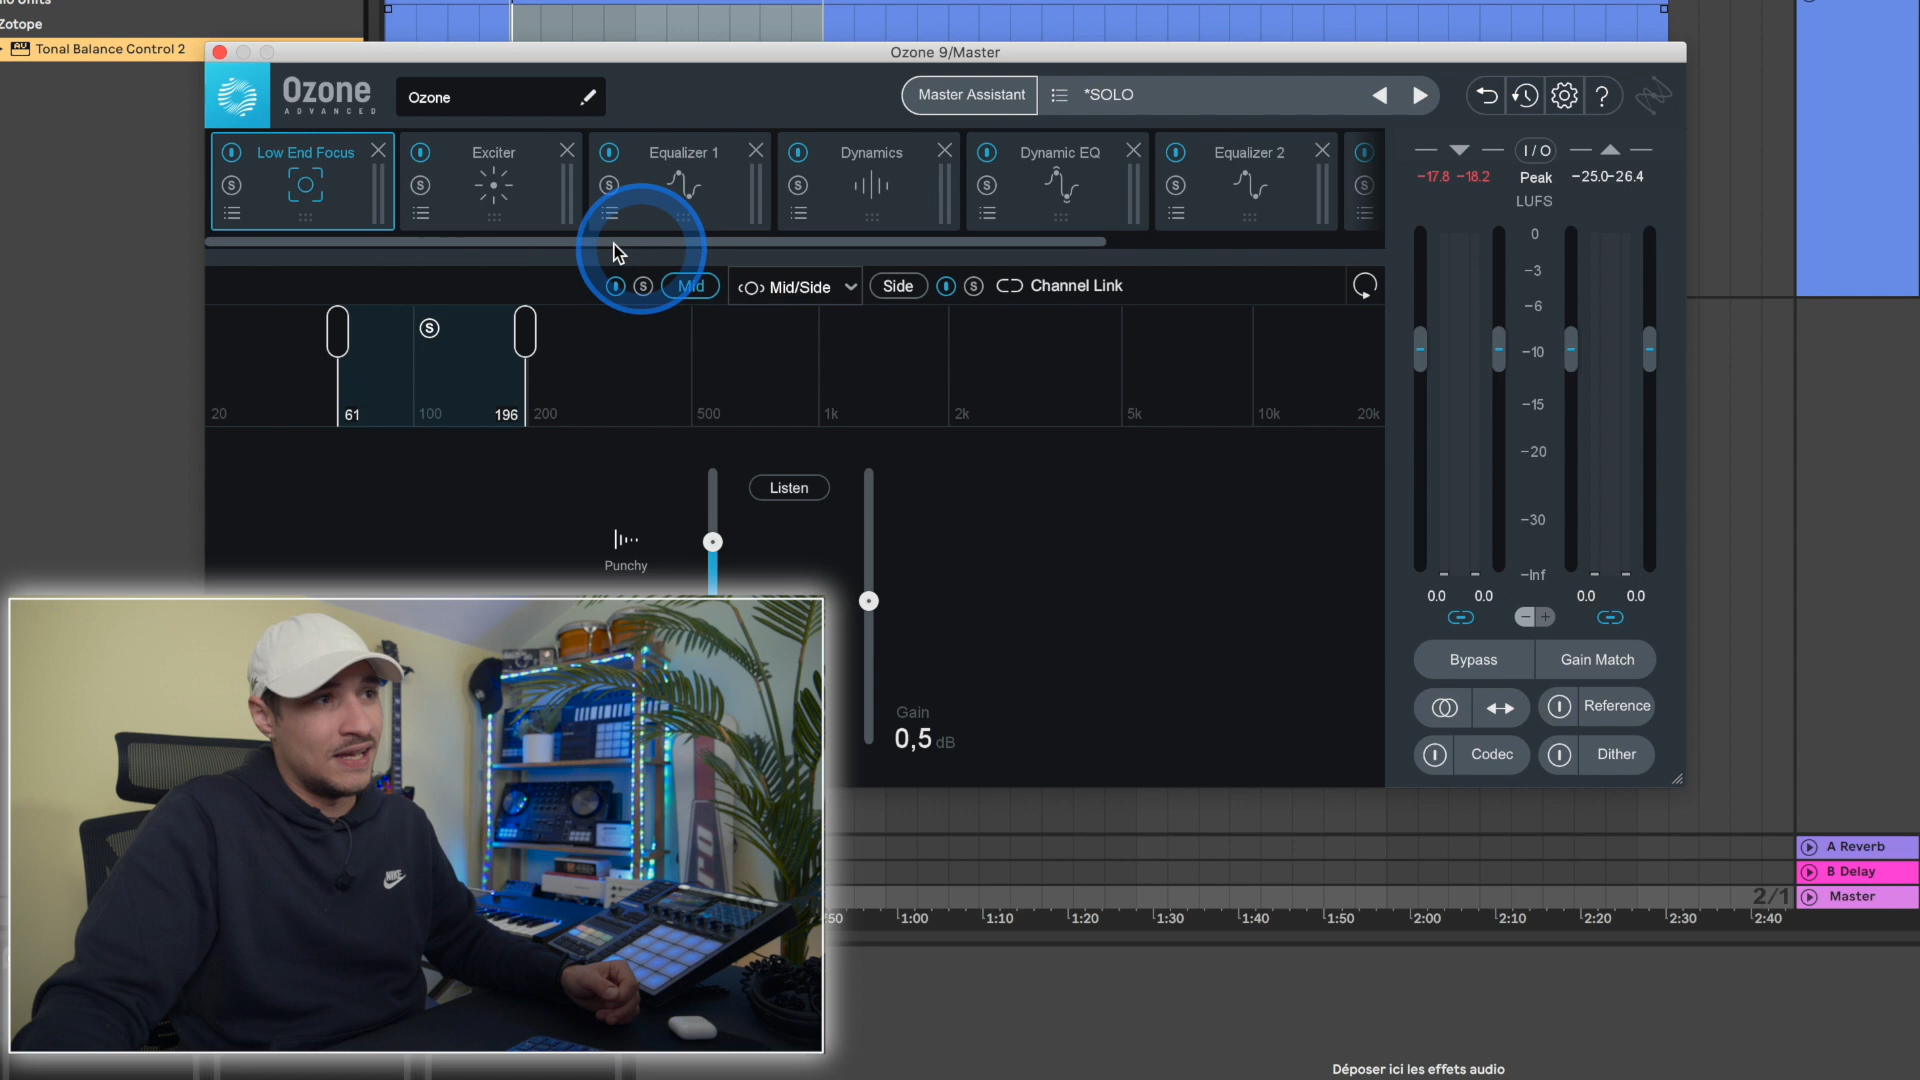 Zotope
AU Tonal Balance Control 2
Ozone 9/Master
Ozone
ADVANCED
Ozone
Master Assistant
*SOLO
?
Low End Focus
Exciter
Equalizer 1
Dynamics
Dynamic EQ
Equalizer 2
S
S
S
S
S
S
S
I / O
-17.8 -18.2
Peak
-25.0 -26.4
LUFS
S
Mid
Mid/Side
Side
S
Channel Link
S
20
61
100
196
200
500
1k
2k
5k
10k
20k
0
-3
-6
-10
-15
-20
-30
-Inf
0.0
0.0
0.0
0.0
Listen
Punchy
Gain
0,5 dB
Bypass
Gain Match
Reference
Codec
Dither
A Reverb
B Delay
2/1
Master
:50
1:00
1:10
1:20
1:30
1:40
1:50
2:00
2:10
2:20
2:30
2:40
NIKE
Déposer ici les effets audio